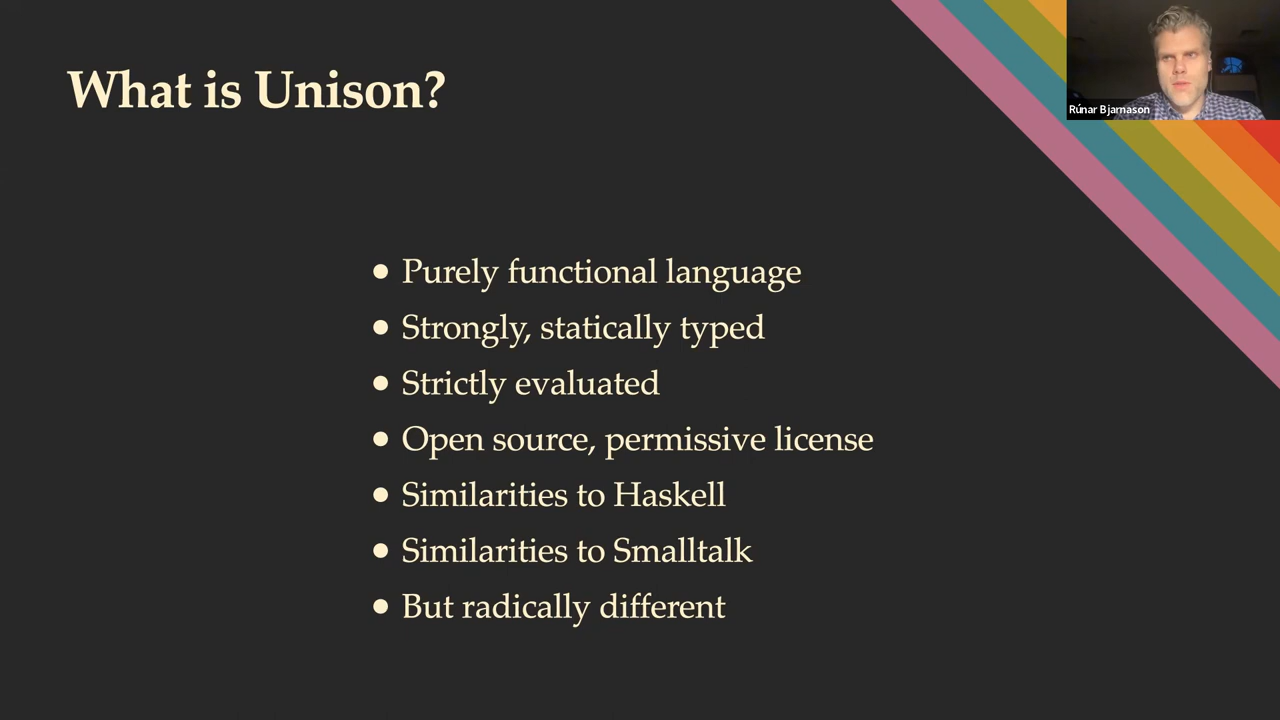 What is Unison?
Rúnar Bjarnason
• Purely functional language
• Strongly, statically typed
• Strictly evaluated
• Open source, permissive license
• Similarities to Haskell
• Similarities to Smalltalk
• But radically different